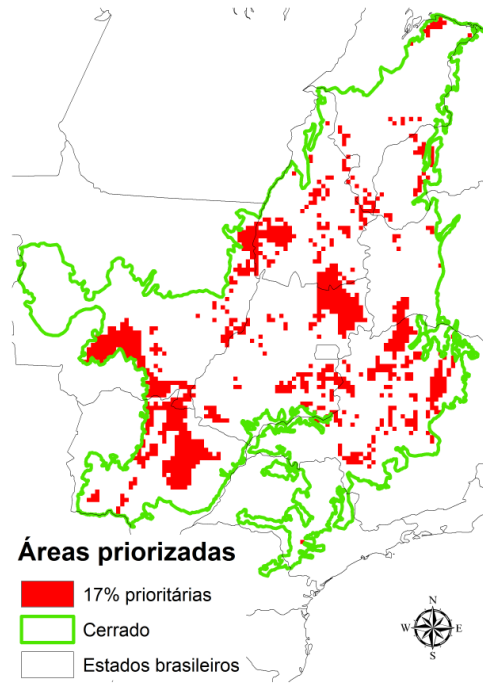 Áreas priorizadas
17% prioritárias
Cerrado
Estados brasileiros
N
W E
S